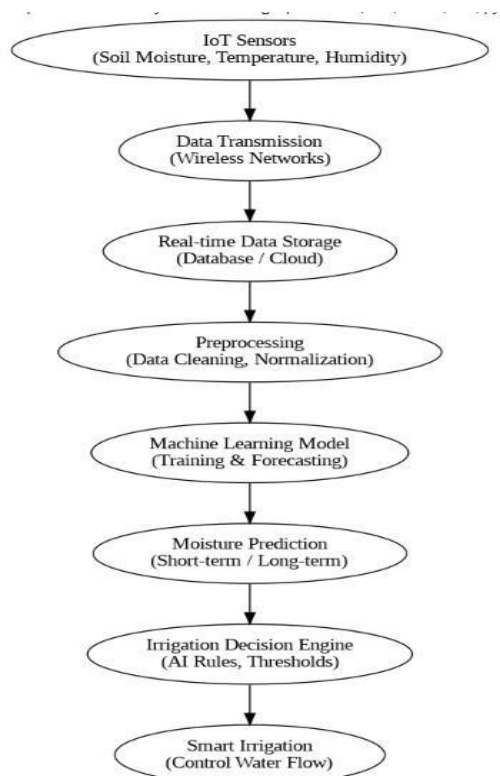 IoT Sensors
(Soil Moisture, Temperature, Humidity)
Data Transmission
(Wireless Networks)
Real-time Data Storage
(Database / Cloud)
Preprocessing
(Data Cleaning, Normalization)
Machine Learning Model
(Training & Forecasting)
Moisture Prediction
(Short-term / Long-term)
Irrigation Decision Engine
(AI Rules, Thresholds)
Smart Irrigation
(Control Water Flow)